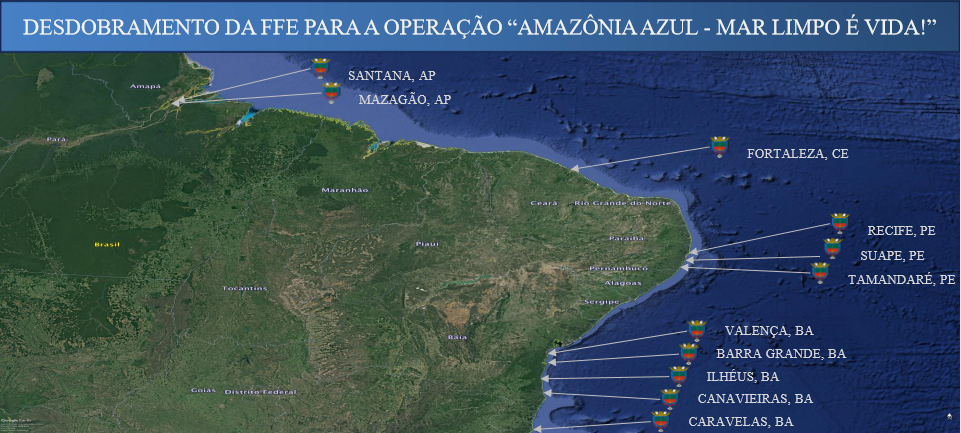 DESDOBRAMENTO DA FFE PARA A OPERAÇÃO “AMAZÔNIA AZUL - MAR LIMPO É VIDA!”
SANTANA, AP
Amapá
MAZAGÃO, AP
Pará
FORTALEZA, CE
Maranhão
Ceará
Rio Grande do Norte
RECIFE, PE
Paraíba
Brasil
Piauí
SUAPE, PE
Pernambuco
TAMANDARÉ, PE
Alagoas
Tocantins
Sergipe
VALENÇA, BA
Bahia
BARRA GRANDE, BA
ILHÉUS, BA
Goiás
Distrito Federal
CANAVIEIRAS, BA
CARAVELAS, BA